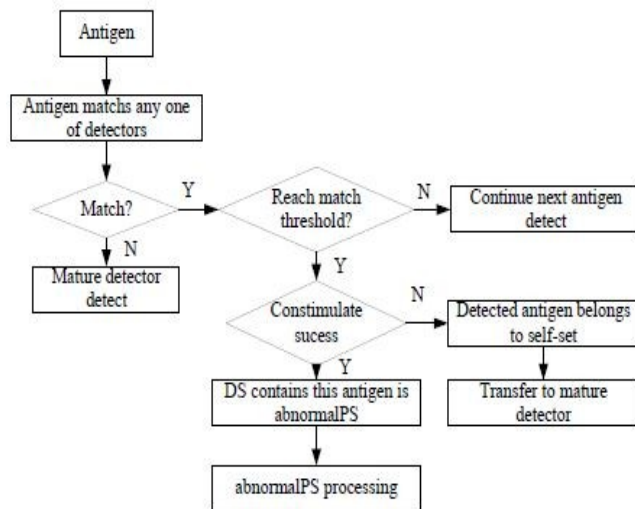 Antigen
Antigen matchs any one
of detectors
Match?
Y
Reach match
threshold?
N
Continue next antigen
detect
N
Mature detector
detect
Y
Constimulate
sucess
N
Detected antigen belongs
to self-set
Y
DS contains this antigen is
abnormalPS
Transfer to mature
detector
abnormalPS processing